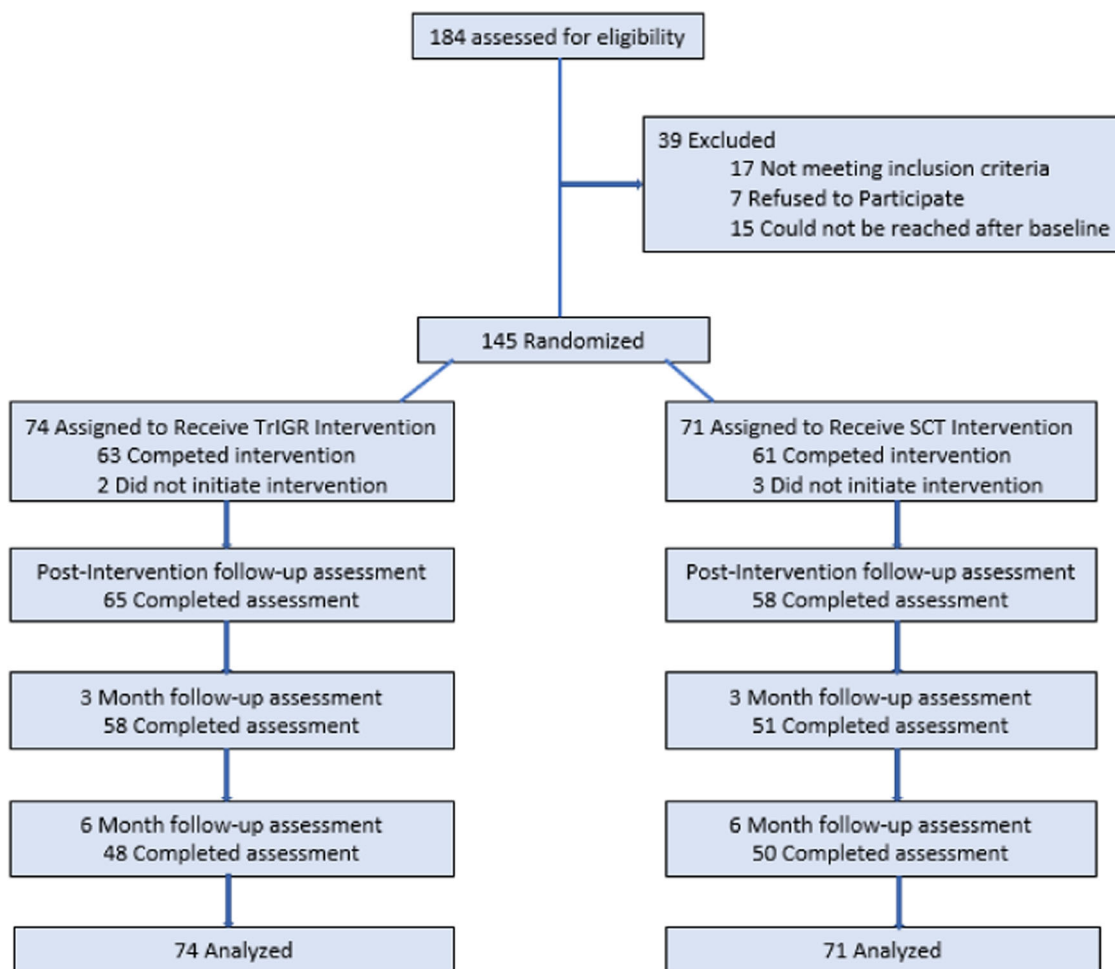 184 assessed for eligibility
39 Excluded
17 Not meeting inclusion criteria
7 Refused to Participate
15 Could not be reached after baseline
145 Randomized
74 Assigned to Receive TrIGR Intervention
63 Competed intervention
2 Did not initiate intervention
71 Assigned to Receive SCT Intervention
61 Competed intervention
3 Did not initiate intervention
Post-Intervention follow-up assessment
65 Completed assessment
Post-Intervention follow-up assessment
58 Completed assessment
3 Month follow-up assessment
58 Completed assessment
3 Month follow-up assessment
51 Completed assessment
6 Month follow-up assessment
48 Completed assessment
6 Month follow-up assessment
50 Completed assessment
74 Analyzed
71 Analyzed